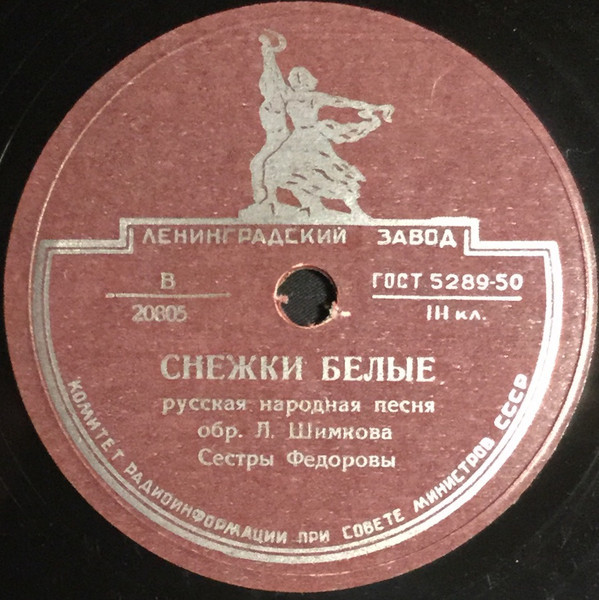 ЛЕНИНГРАДСКИЙ ЗАВОД
В
20805
ГОСТ 5289-50
III кл.
СНЕЖКИ БЕЛЫЕ
русская народная песня
обр. Л. Шимкова
Сестры Федоровы
КОМИТЕТ РАДИОИНФОРМАЦИИ ПРИ СОВЕТЕ МИНИСТРОВ СССР